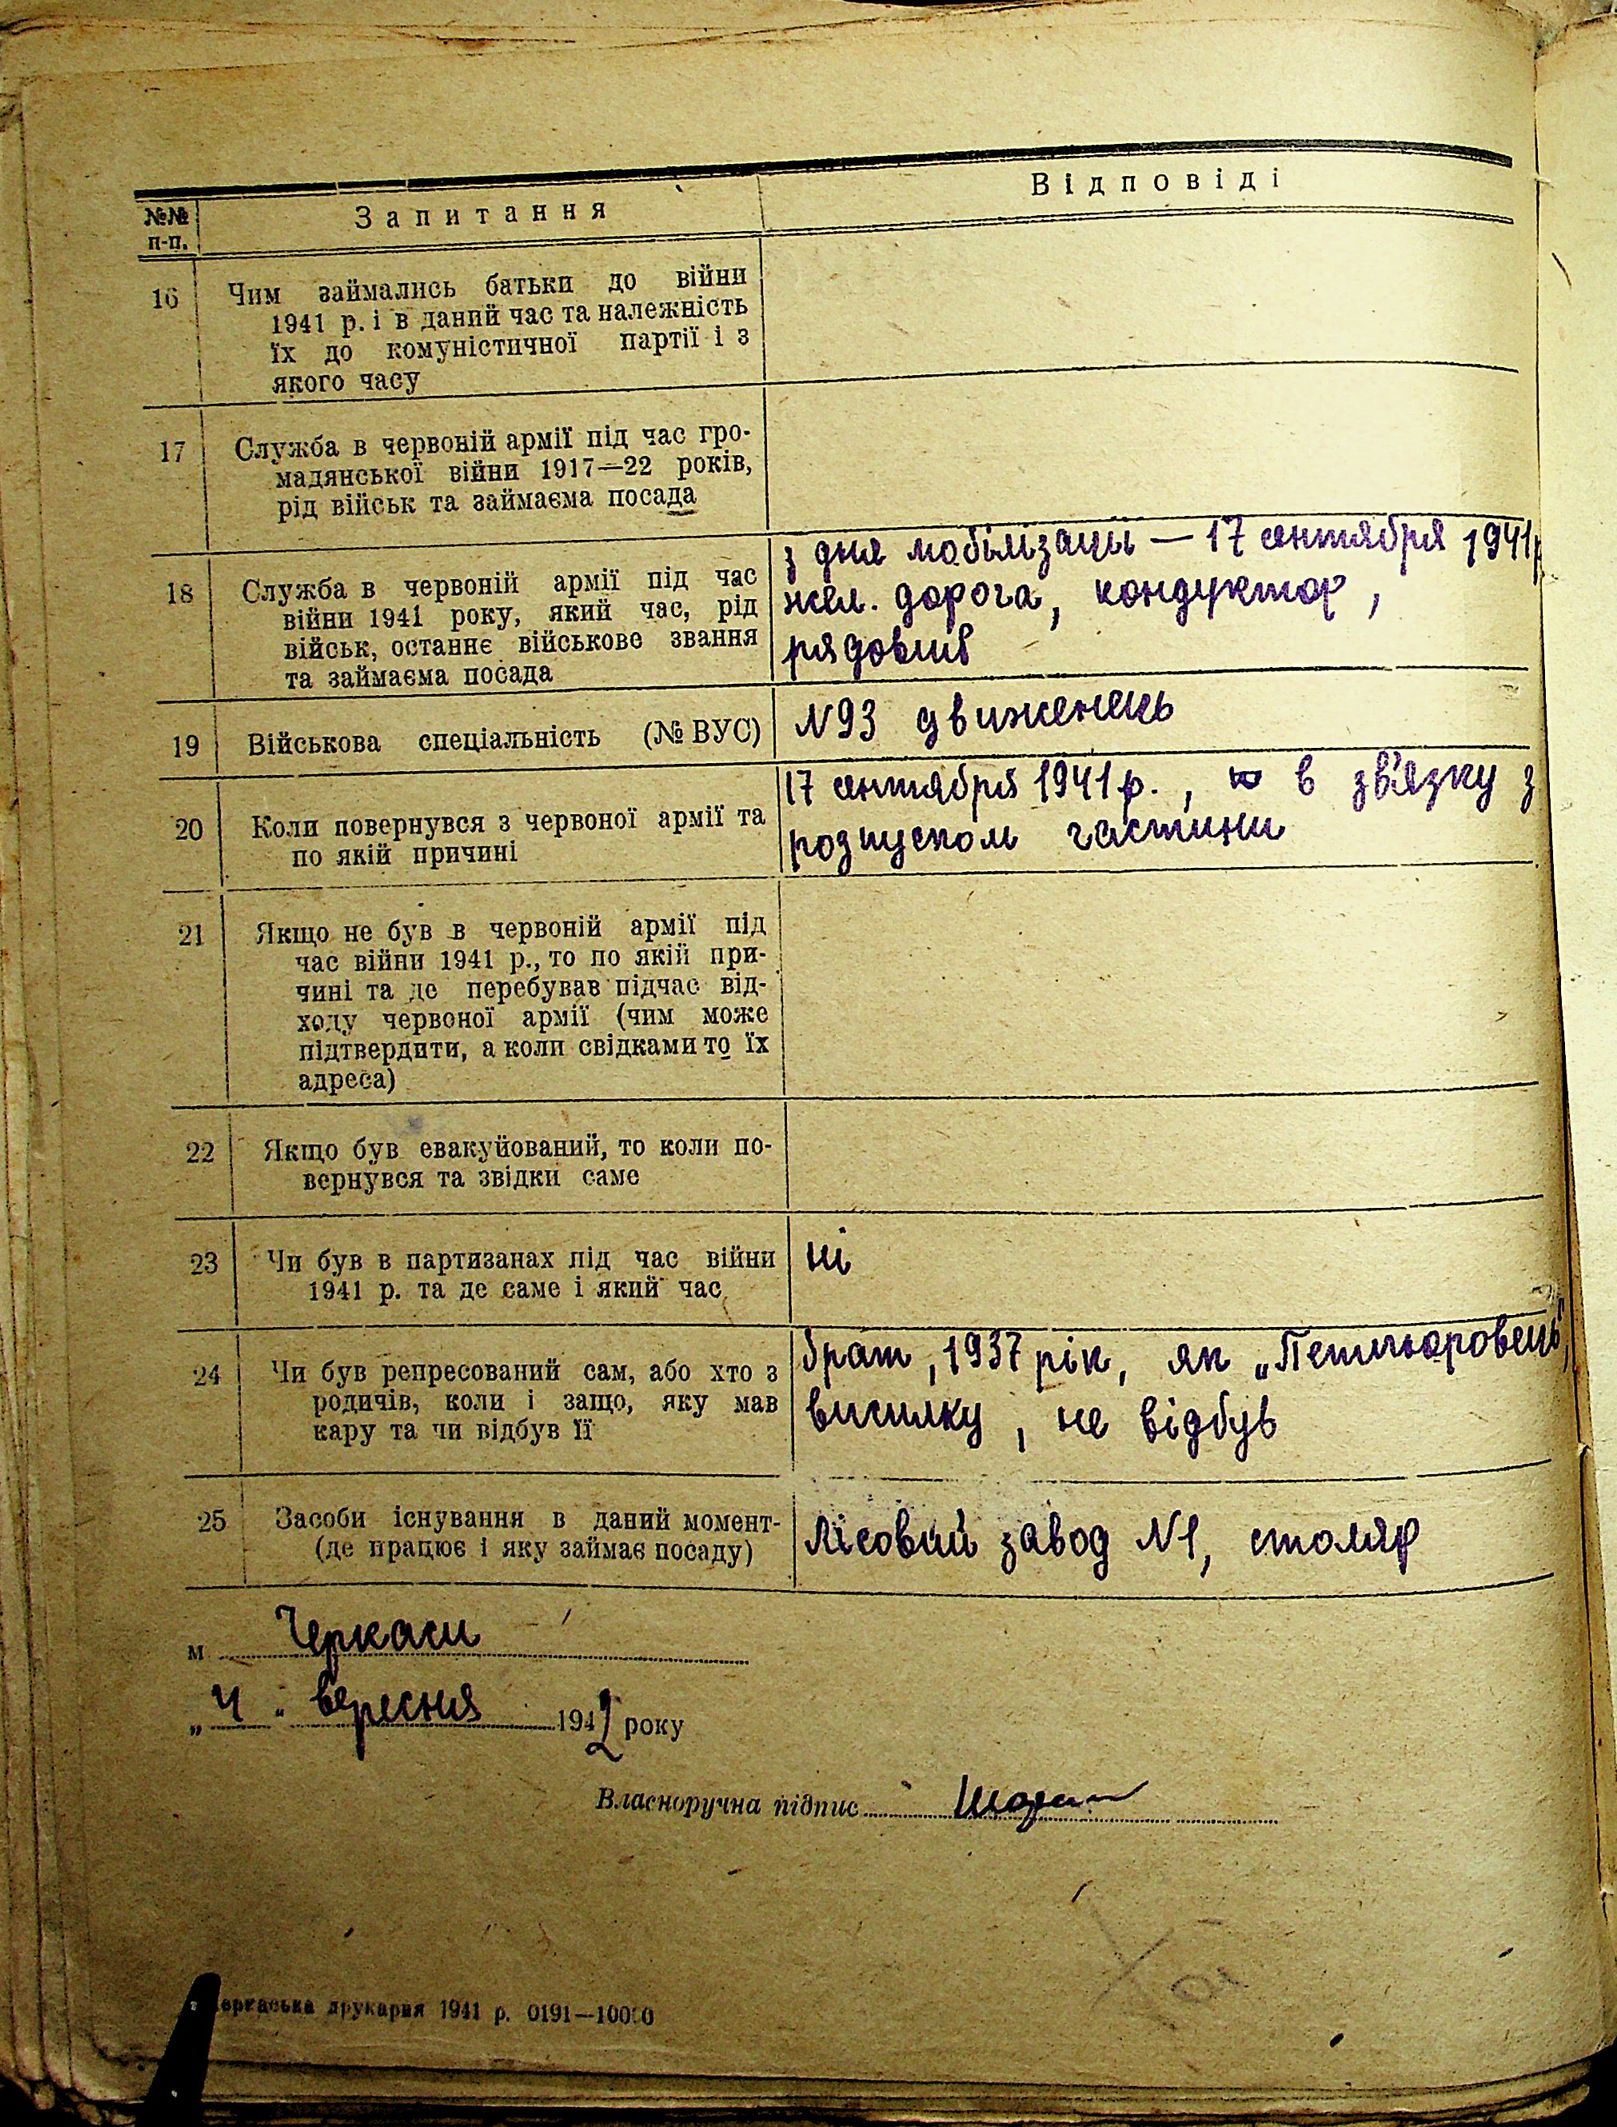 №№ п-п.
Запитання
Відповіді
16
Чим займались батьки до війни
1941 р. і в даний час та належність
їх до комуністичної партії і з
якого часу
17
Служба в червоній армії під час гро-
мадянської війни 1917—22 років,
рід військ та займаєма посада
18
Служба в червоній армії під час
війни 1941 року, який час, рід
військ, останнє військове звання
та займаєма посада
з дня мобілізаціі — 17 сентября 1941р
жел. дорога, кондуктор,
рядовий
19
Військова спеціальність (№ ВУС)
№93 движенець
20
Коли повернувся з червоної армії та
по якій причині
17 сентября 1941 р., в зв'язку з
розпуском частини
21
Якщо не був в червоній армії під
час війни 1941 р., то по якій при-
чині та де перебував підчас від-
ходу червоної армії (чим може
підтвердити, а коли свідками то їх
адреса)
22
Якщо був евакуйований, то коли по-
вернувся та звідки саме
23
Чи був в партизанах під час війни
1941 р. та де саме і який час
ні
24
Чи був репресований сам, або хто з
родичів, коли і защо, яку мав
кару та чи відбув її
брат, 1937 рік, як „Петлюровець",
висилку, не відбув
25
Засоби існування в даний момент-
(де працює і яку займає посаду)
Лісовий завод №1, столяр
м Черкаси
„4" вересня 1942 року
Власноручна підпис
Черкаська друкарня 1941 р. 0191—10000